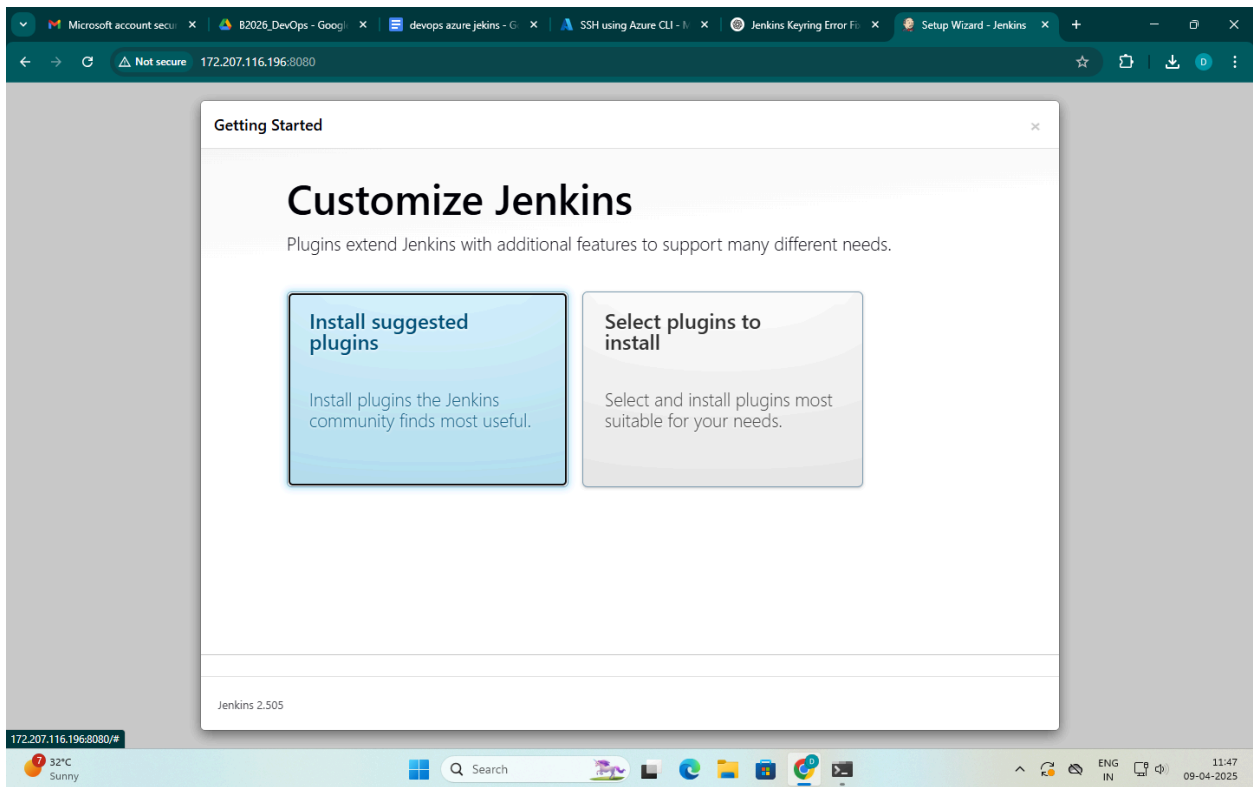 Microsoft account secu
B2026_DevOps - Googl
devops azure jekins - G
SSH using Azure CLI - M
Jenkins Keyring Error Fi
Setup Wizard - Jenkins
Not secure
172.207.116.196:8080
D
Getting Started
Customize Jenkins
Plugins extend Jenkins with additional features to support many different needs.
Install suggested
plugins
Install plugins the Jenkins
community finds most useful.
Select plugins to
install
Select and install plugins most
suitable for your needs.
Jenkins 2.505
172.207.116.196:8080/#
7
32°C
Sunny
Search
D
ENG
IN
11:47
09-04-2025